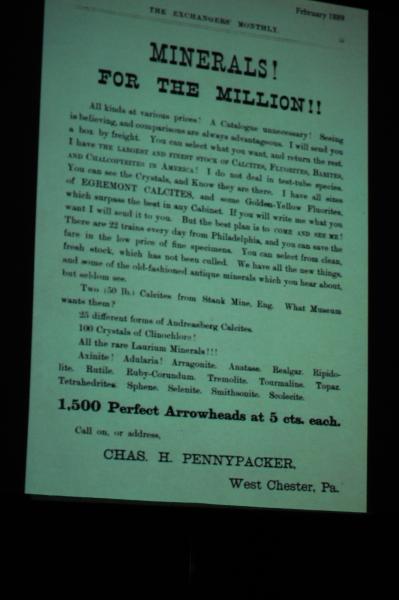 THE EXCHANGERS' MONTHLY.
February 1889
MINERALS!
FOR THE MILLION!!
All kinds at various prices! A Catalogue unnecessary! Seeing
is believing, and comparisons are always advantageous. I will send you
a box by freight. You can select what you want, and return the rest.
I have THE LARGEST AND FINEST STOCK OF CALCITES, FLUORITES, BARITES,
AND CHALCOPYRITES IN AMERICA! I do not deal in test-tube species.
You can see the Crystals, and Know they are there. I have all sizes
of EGREMONT CALCITES, and some Golden-Yellow Fluorites,
which surpass the best in any Cabinet. If you will write me what you
want I will send it to you. But the best plan is to COME AND SEE ME!
There are 22 trains every day from Philadelphia, and you can save the
fare in the low price of fine specimens. You can select from clean,
fresh stock, which has not been culled. We have all the new things,
and some of the old-fashioned antique minerals which you hear about,
but seldom see.
Two (50 lb.) Calcites from Stank Mine, Eng. What Museum
wants them?
25 different forms of Andreasberg Calcites.
100 Crystals of Clinochlore!
All the rare Laurium Minerals!!!
Axinite! Adularia! Arragonite. Anatase. Realgar. Ripido-
lite. Rutile. Ruby-Corundum. Tremolite. Tourmaline. Topaz.
Tetrahedrites. Sphene. Selenite. Smithsonite. Scolecite.
1,500 Perfect Arrowheads at 5 cts. each.
Call on, or address,
CHAS. H. PENNYPACKER,
West Chester, Pa.